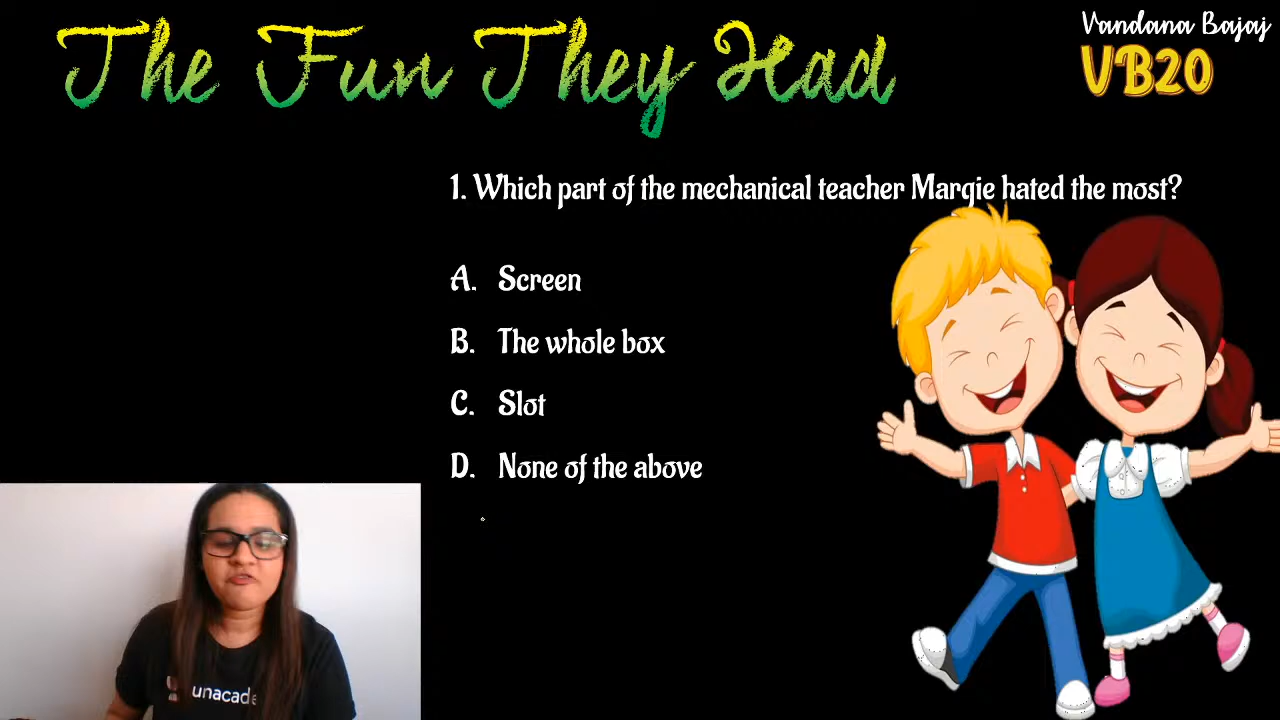 The Fun They Had
Vandana Bajaj
VB20
1. Which part of the mechanical teacher Margie hated the most?
A. Screen
B. The whole box
C. Slot
D. None of the above
unacade